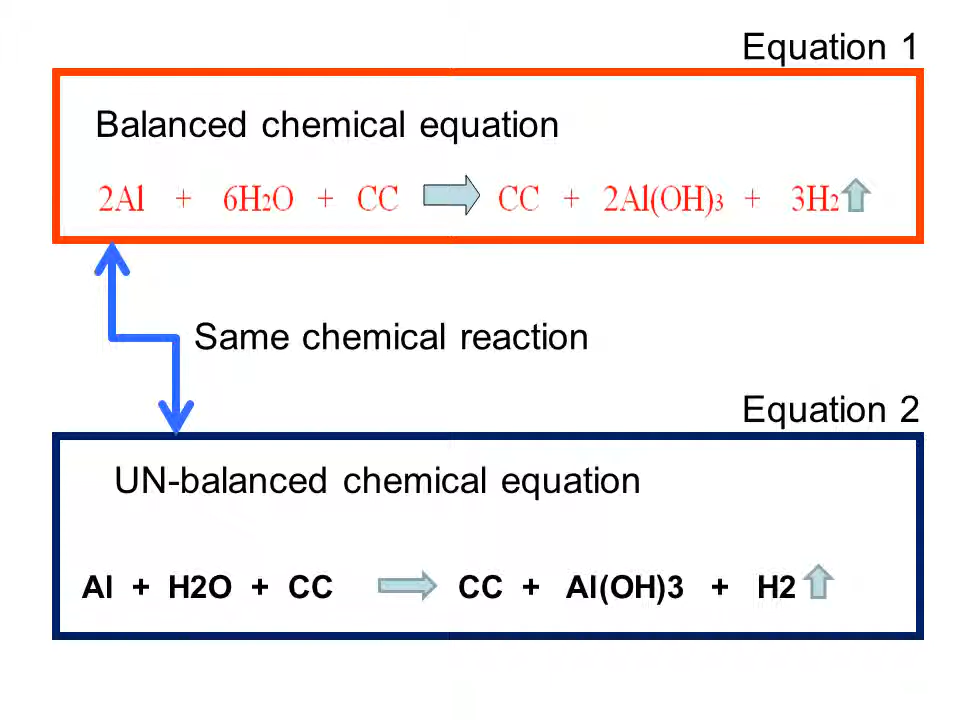 Equation 1
Balanced chemical equation
2Al + 6H2O + CC CC + 2Al(OH)3 + 3H2
Same chemical reaction
Equation 2
UN-balanced chemical equation
Al + H2O + CC CC + Al(OH)3 + H2